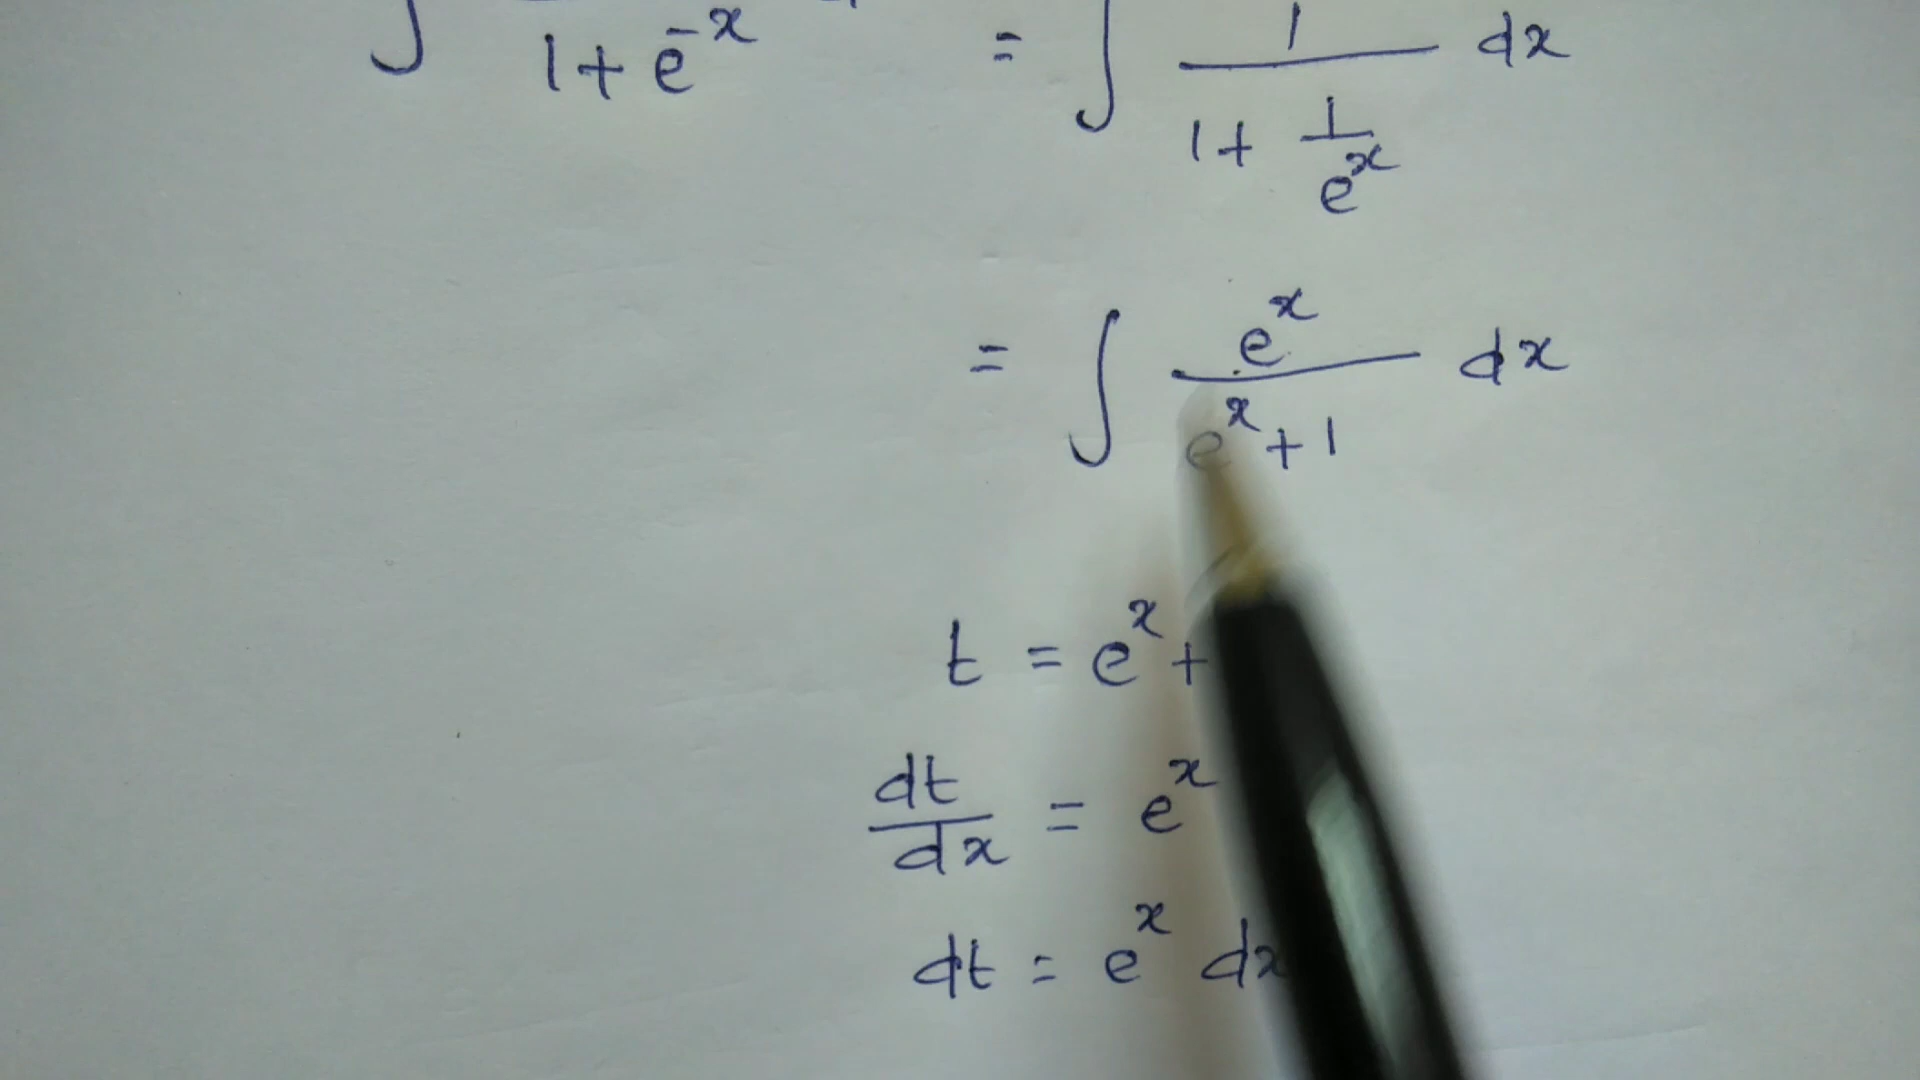 ∫ 1 + e^-x = ∫ 1/(1 + 1/e^x) dx
= ∫ e^x/(e^x + 1) dx
t = e^x +
dt/dx = e^x
dt = e^x dx